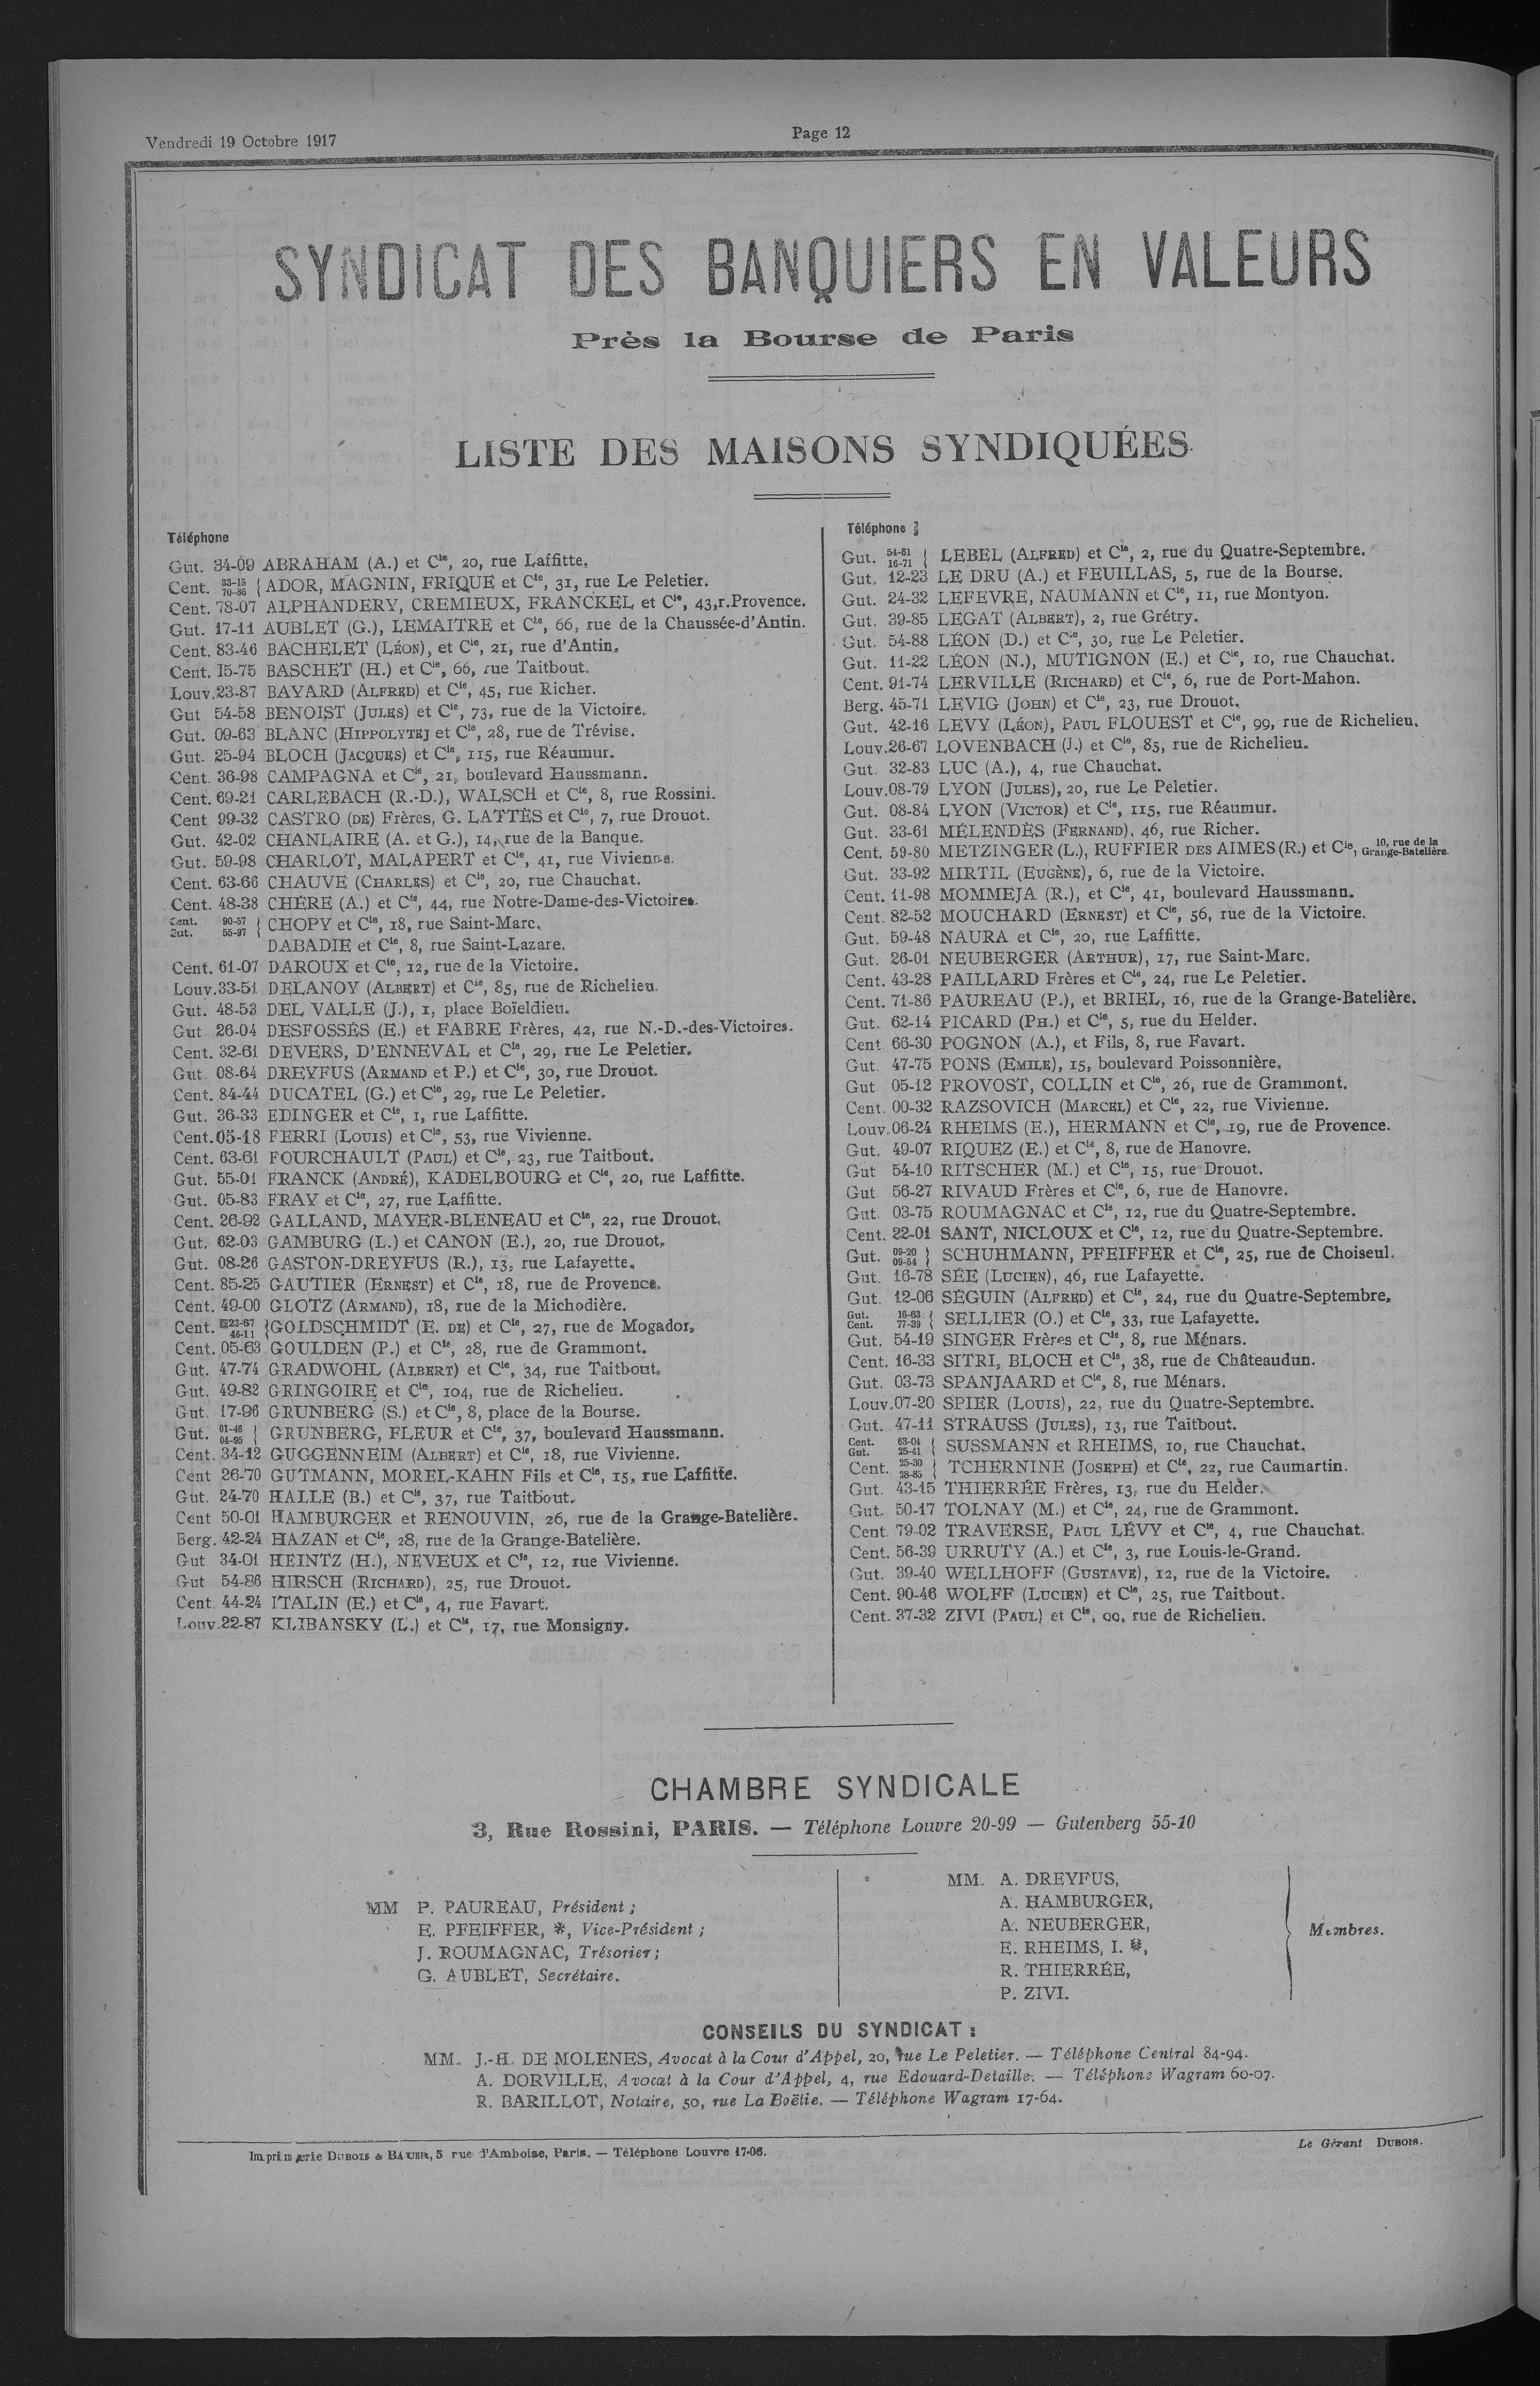 Vendredi 19 Octobre 1917
Page 12
SYNDICAT DES BANQUIERS EN VALEURS
Près la Bourse de Paris
LISTE DES MAISONS SYNDIQUÉES
Téléphone
Gut. 34-09 ABRAHAM (A.) et Cie, 20, rue Laffitte.
Cent. 33-15 70-86 { ADOR, MAGNIN, FRIQUE et Cie, 31, rue Le Peletier.
Cent. 78-07 ALPHANDERY, CREMIEUX, FRANCKEL et Cie, 43,r.Provence.
Gut. 17-11 AUBLET (G.), LEMAITRE et Cie, 66, rue de la Chaussée-d'Antin.
Cent. 83-46 BACHELET (LÉON), et Cie, 21, rue d'Antin.
Cent. 15-75 BASCHET (H.) et Cie, 66, rue Taitbout.
Louv.23-87 BAYARD (ALFRED) et Cie, 45, rue Richer.
Gut 54-58 BENOIST (JULES) et Cie, 73, rue de la Victoire.
Gut. 09-63 BLANC (HIPPOLYTE] et Cie, 28, rue de Trévise.
Gut. 25-94 BLOCH (JACQUES) et Cie, 115, rue Réaumur.
Cent. 36-98 CAMPAGNA et Cie, 21, boulevard Haussmann.
Cent. 69-21 CARLEBACH (R.-D.), WALSCH et Cie, 8, rue Rossini.
Cent 99-32 CASTRO (DE) Frères, G. LATTÈS et Cie, 7, rue Drouot.
Gut. 42-02 CHANLAIRE (A. et G.), 14, rue de la Banque.
Gut. 59-98 CHARLOT, MALAPERT et Cie, 41, rue Vivienne.
Cent. 63-66 CHAUVE (CHARLES) et Cie, 20, rue Chauchat.
Cent. 48-38 CHÉRE (A.) et Cie, 44, rue Notre-Dame-des-Victoires.
Cent. 90-57 Gut. 55-97 { CHOPY et Cie, 18, rue Saint-Marc.
DABADIE et Cie, 8, rue Saint-Lazare.
Cent. 61-07 DAROUX et Cie, 12, rue de la Victoire.
Louv.33-51 DELANOY (ALBERT) et Cie, 85, rue de Richelieu.
Gut. 48-53 DEL VALLE (J.), 1, place Boïeldieu.
Gut 26-04 DESFOSSÉS (E.) et FABRE Frères, 42, rue N.-D.-des-Victoires.
Cent. 32-61 DEVERS, D'ENNEVAL et Cie, 29, rue Le Peletier.
Gut. 08-64 DREYFUS (ARMAND et P.) et Cie, 30, rue Drouot.
Cent. 84-44 DUCATEL (G.) et Cie, 29, rue Le Peletier.
Gut. 36-33 EDINGER et Cie, 1, rue Laffitte.
Cent.05-18 FERRI (LOUIS) et Cie, 53, rue Vivienne.
Cent. 63-61 FOURCHAULT (PAUL) et Cie, 23, rue Taitbout.
Gut. 55-01 FRANCK (ANDRÉ), KADELBOURG et Cie, 20, rue Laffitte.
Gut. 05-83 FRAY et Cie, 27, rue Laffitte.
Cent. 26-92 GALLAND, MAYER-BLENEAU et Cie, 22, rue Drouot.
Gut. 62-03 GAMBURG (L.) et CANON (E.), 20, rue Drouot.
Gut. 08-26 GASTON-DREYFUS (R.), 13, rue Lafayette.
Cent. 85-25 GAUTIER (ERNEST) et Cie, 18, rue de Provence.
Cent. 49-00 GLOTZ (ARMAND), 18, rue de la Michodière.
Cent. 23-67 46-11 {GOLDSCHMIDT (E. DE) et Cie, 27, rue de Mogador.
Cent. 05-63 GOULDEN (P.) et Cie, 28, rue de Grammont.
Gut. 47-74 GRADWOHL (ALBERT) et Cie, 34, rue Taitbout.
Gut. 49-82 GRINGOIRE et Cie, 104, rue de Richelieu.
Gut. 17-96 GRUNBERG (S.) et Cie, 8, place de la Bourse.
Gut. 01-46 04-95 { GRUNBERG, FLEUR et Cie, 37, boulevard Haussmann.
Cent. 34-12 GUGGENNEIM (ALBERT) et Cie, 18, rue Vivienne.
Cent 26-70 GUTMANN, MOREL-KAHN Fils et Cie, 15, rue Laffitte.
Gut. 24-70 HALLE (B.) et Cie, 37, rue Taitbout.
Cent 50-01 HAMBURGER et RENOUVIN, 26, rue de la Grange-Batelière.
Berg. 42-24 HAZAN et Cie, 28, rue de la Grange-Batelière.
Gut 34-01 HEINTZ (H.), NEVEUX et Cie, 12, rue Vivienne.
Gut 54-86 HIRSCH (RICHARD), 25, rue Drouot.
Cent. 44-24 ITALIN (E.) et Cie, 4, rue Favart.
Louv.22-87 KLIBANSKY (L.) et Cie, 17, rue Monsigny.
Téléphone
Gut. 54-61 16-71 { LEBEL (ALFRED) et Cie, 2, rue du Quatre-Septembre.
Gut. 12-23 LE DRU (A.) et FEUILLAS, 5, rue de la Bourse.
Gut. 24-32 LEFEVRE, NAUMANN et Cie, 11, rue Montyon.
Gut. 39-85 LEGAT (ALBERT), 2, rue Grétry.
Gut. 54-88 LÉON (D.) et Cie, 30, rue Le Peletier.
Gut. 11-22 LÉON (N.), MUTIGNON (E.) et Cie, 10, rue Chauchat.
Cent. 91-74 LERVILLE (RICHARD) et Cie, 6, rue de Port-Mahon.
Berg. 45-71 LEVIG (JOHN) et Cie, 23, rue Drouot.
Gut. 42-16 LEVY (LÉON), PAUL FLOUEST et Cie, 99, rue de Richelieu.
Louv.26-67 LOVENBACH (J.) et Cie, 85, rue de Richelieu.
Gut. 32-83 LUC (A.), 4, rue Chauchat.
Louv.08-79 LYON (JULES), 20, rue Le Peletier.
Gut. 08-84 LYON (VICTOR) et Cie, 115, rue Réaumur.
Gut. 33-61 MÉLENDÈS (FERNAND), 46, rue Richer.
Cent. 59-80 METZINGER (L.), RUFFIER DES AIMES (R.) et Cie, 10, rue de la Grange-Batelière.
Gut. 33-92 MIRTIL (EUGÈNE), 6, rue de la Victoire.
Cent. 11-98 MOMMEJA (R.), et Cie, 41, boulevard Haussmann.
Cent. 82-52 MOUCHARD (ERNEST) et Cie, 56, rue de la Victoire.
Gut. 59-48 NAURA et Cie, 20, rue Laffitte.
Gut. 26-01 NEUBERGER (ARTHUR), 17, rue Saint-Marc.
Cent. 43-28 PAILLARD Frères et Cie, 24, rue Le Peletier.
Cent. 71-86 PAUREAU (P.), et BRIEL, 16, rue de la Grange-Batelière.
Gut. 62-14 PICARD (PH.) et Cie, 5, rue du Helder.
Cent. 66-30 POGNON (A.), et Fils, 8, rue Favart.
Gut. 47-75 PONS (EMILE), 15, boulevard Poissonnière.
Gut 05-12 PROVOST, COLLIN et Cie, 26, rue de Grammont.
Cent. 00-32 RAZSOVICH (MARCEL) et Cie, 22, rue Vivienne.
Louv.06-24 RHEIMS (E.), HERMANN et Cie, 19, rue de Provence.
Gut. 49-07 RIQUEZ (E.) et Cie, 8, rue de Hanovre.
Gut 54-10 RITSCHER (M.) et Cie, 15, rue Drouot.
Gut 56-27 RIVAUD Frères et Cie, 6, rue de Hanovre.
Gut. 03-75 ROUMAGNAC et Cie, 12, rue du Quatre-Septembre.
Cent. 22-01 SANT, NICLOUX et Cie, 12, rue du Quatre-Septembre.
Gut. 09-20 09-54 } SCHUHMANN, PFEIFFER et Cie, 25, rue de Choiseul.
Gut. 16-78 SÉE (LUCIEN), 46, rue Lafayette.
Gut. 12-06 SÉGUIN (ALFRED) et Cie, 24, rue du Quatre-Septembre.
Gut. 16-63 Cent. 77-39 { SELLIER (O.) et Cie, 33, rue Lafayette.
Gut. 54-19 SINGER Frères et Cie, 8, rue Ménars.
Cent. 16-33 SITRI, BLOCH et Cie, 38, rue de Châteaudun.
Gut. 03-73 SPANJAARD et Cie, 8, rue Ménars.
Louv.07-20 SPIER (LOUIS), 22, rue du Quatre-Septembre.
Gut. 47-11 STRAUSS (JULES), 13, rue Taitbout.
Cent. 63-04 Gut. 25-41 { SUSSMANN et RHEIMS, 10, rue Chauchat.
Cent. 25-30 28-85 { TCHERNINE (JOSEPH) et Cie, 22, rue Caumartin.
Gut. 43-15 THIERRÉE Frères, 13, rue du Helder.
Gut. 50-17 TOLNAY (M.) et Cie, 24, rue de Grammont.
Cent. 79-02 TRAVERSE, PAUL LÉVY et Cie, 4, rue Chauchat.
Cent. 56-39 URRUTY (A.) et Cie, 3, rue Louis-le-Grand.
Gut. 39-40 WELLHOFF (GUSTAVE), 12, rue de la Victoire.
Cent. 90-46 WOLFF (LUCIEN) et Cie, 25, rue Taitbout.
Cent. 37-32 ZIVI (PAUL) et Cie, 99, rue de Richelieu.
CHAMBRE SYNDICALE
3, Rue Rossini, PARIS. — Téléphone Louvre 20-99 — Gutenberg 55-10
MM P. PAUREAU, Président ;
E. PFEIFFER, *, Vice-Président ;
J. ROUMAGNAC, Trésorier ;
G. AUBLET, Secrétaire.
MM. A. DREYFUS,
A. HAMBURGER,
A. NEUBERGER,
E. RHEIMS, I. *,
R. THIERRÉE,
P. ZIVI.
Membres.
CONSEILS DU SYNDICAT :
MM. J.-H. DE MOLENES, Avocat à la Cour d'Appel, 20, rue Le Peletier. — Téléphone Central 84-94.
A. DORVILLE, Avocat à la Cour d'Appel, 4, rue Edouard-Detaille. — Téléphone Wagram 60-07.
R. BARILLOT, Notaire, 50, rue La Boëtie. — Téléphone Wagram 17-64.
Imprimerie DUBOIS & BAUER, 5 rue d'Amboise, Paris. — Téléphone Louvre 17-06.
Le Gérant DUBOIS.